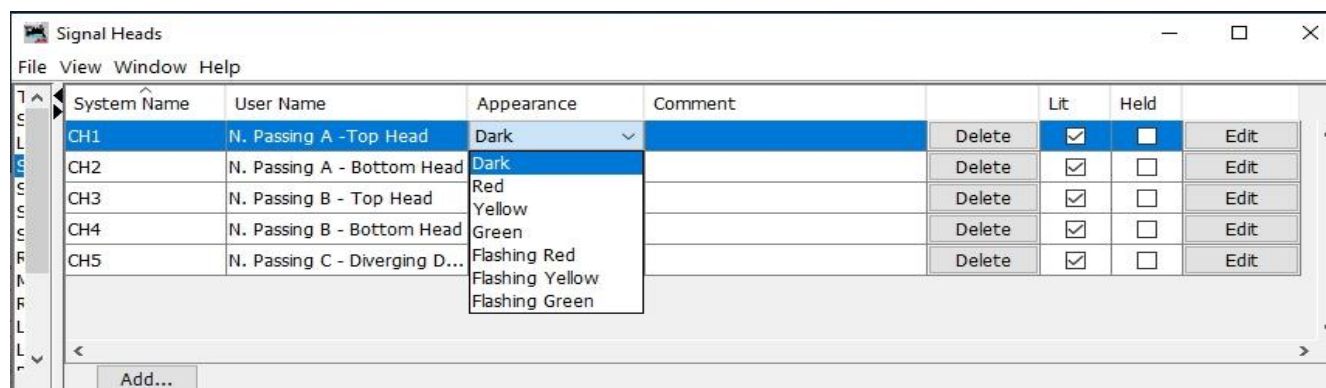 Signal Heads
File View Window Help
System Name User Name Appearance Comment Lit Held
CH1 N. Passing A -Top Head Dark Delete Edit
CH2 N. Passing A - Bottom Head Delete Edit
CH3 N. Passing B - Top Head Delete Edit
CH4 N. Passing B - Bottom Head Delete Edit
CH5 N. Passing C - Diverging D... Delete Edit
Dark
Red
Yellow
Green
Flashing Red
Flashing Yellow
Flashing Green
Add...